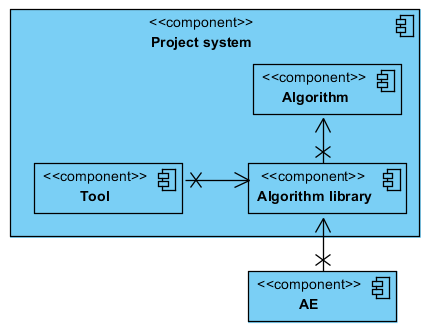 <<component>>
Project system
<<component>>
Algorithm
<<component>>
Tool
<<component>>
Algorithm library
<<component>>
AE